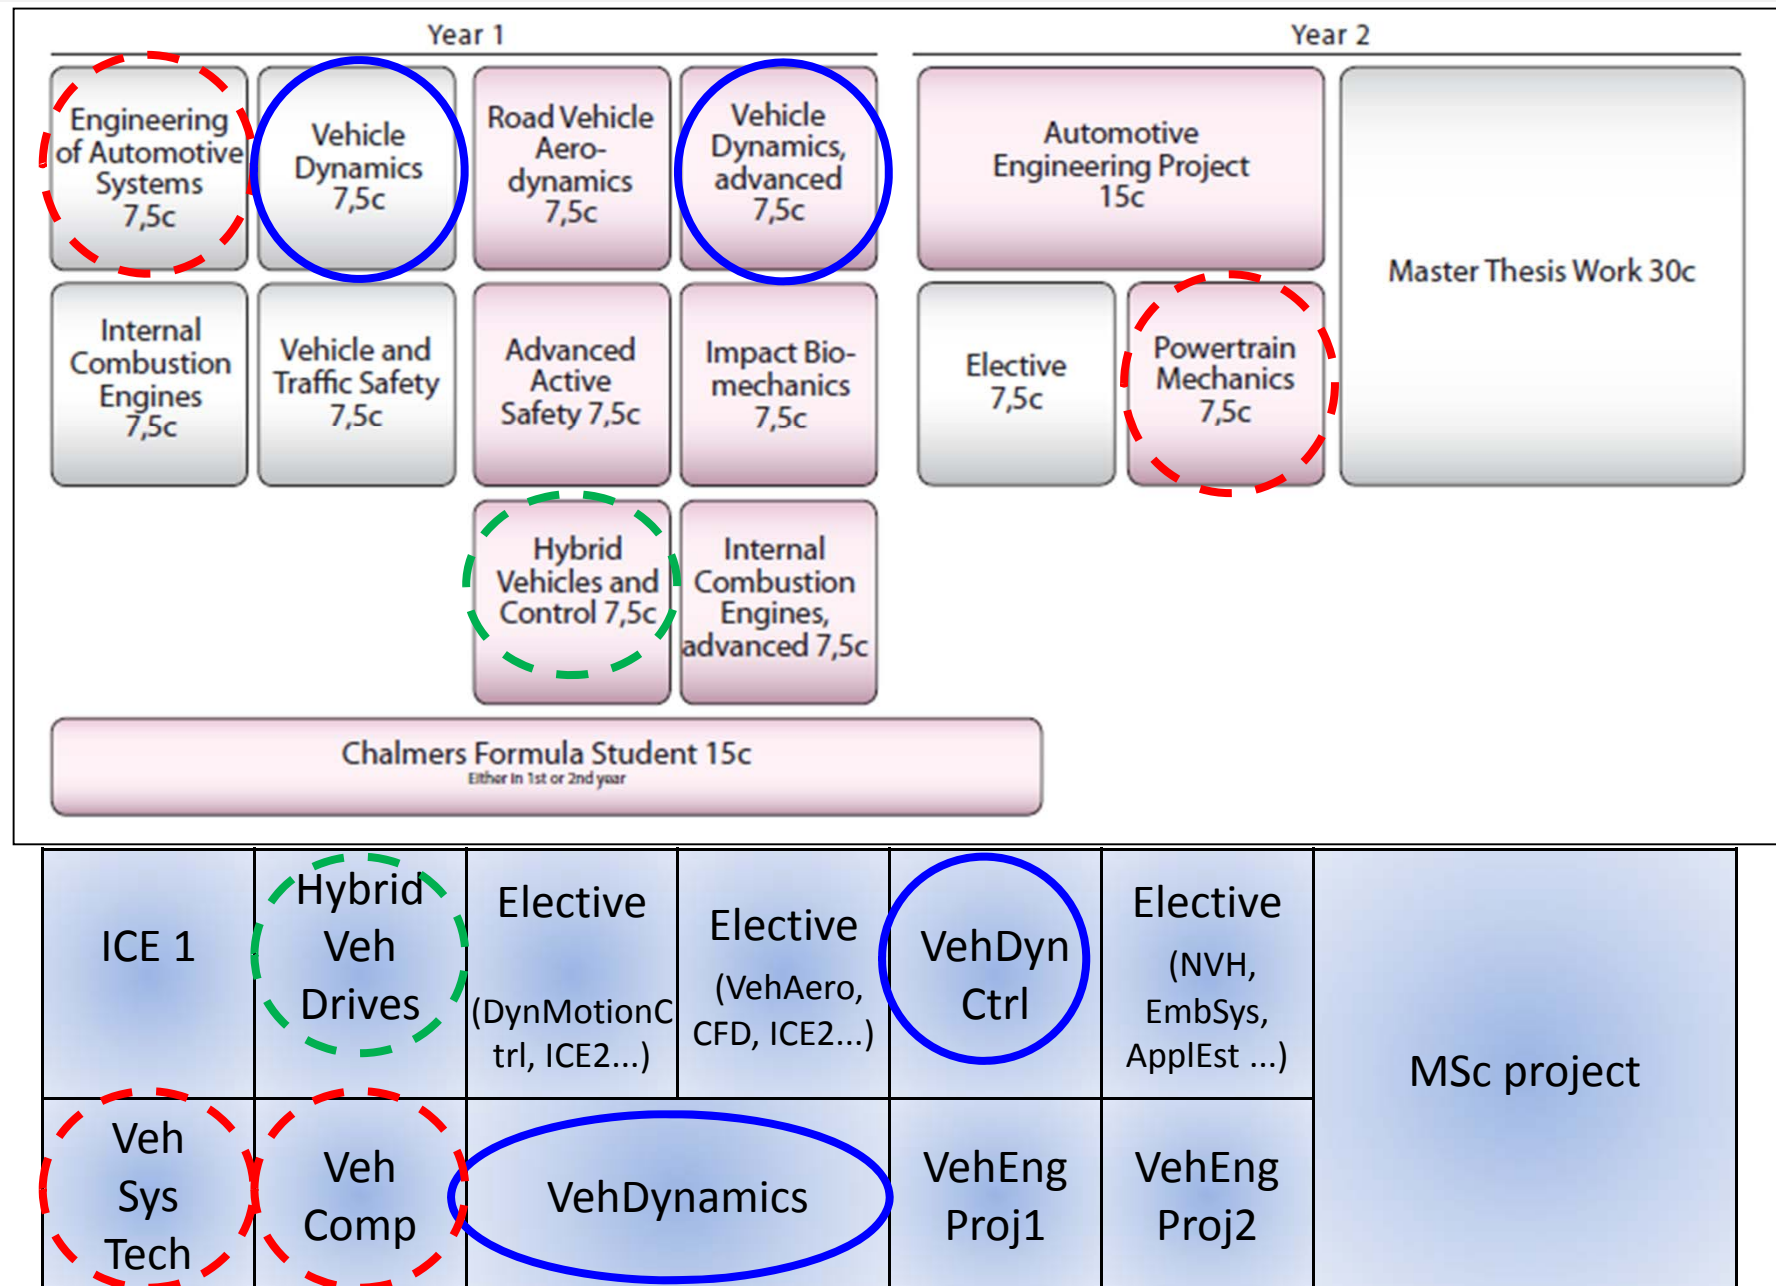 Year 1
Year 2
Engineering
of Automotive
Systems
7,5c
Vehicle
Dynamics
7,5c
Road Vehicle
Aero-
dynamics
7,5c
Vehicle
Dynamics,
advanced
7,5c
Automotive
Engineering Project
15c
Master Thesis Work 30c
Internal
Combustion
Engines
7,5c
Vehicle and
Traffic Safety
7,5c
Advanced
Active
Safety 7,5c
Impact Bio-
mechanics
7,5c
Elective
7,5c
Powertrain
Mechanics
7,5c
Hybrid
Vehicles and
Control 7,5c
Internal
Combustion
Engines,
advanced 7,5c
Chalmers Formula Student 15c
Either in 1st or 2nd year
ICE 1
Hybrid
Veh
Drives
Elective
(DynMotionC
trl, ICE2...)
Elective
(VehAero,
CFD, ICE2...)
VehDyn
Ctrl
Elective
(NVH,
EmbSys,
ApplEst ...)
MSc project
Veh
Sys
Tech
Veh
Comp
VehDynamics
VehEng
Proj1
VehEng
Proj2